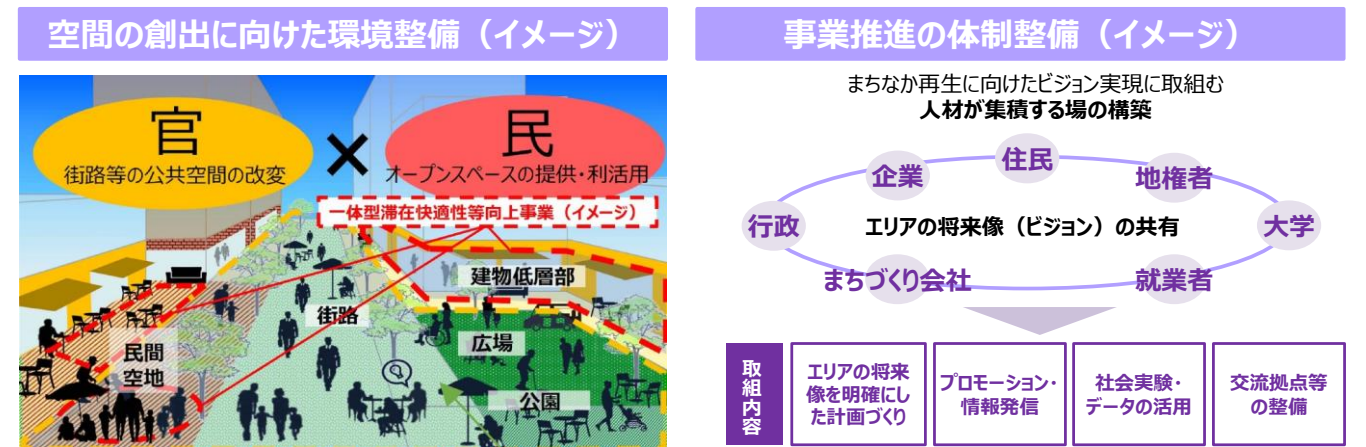 空間の創出に向けた環境整備（イメージ）
官
街路等の公共空間の改変
×
民
オープンスペースの提供・利活用
一体型滞在快適性等向上事業（イメージ）
建物低層部
街路
広場
民間
空地
公園
事業推進の体制整備（イメージ）
まちなか再生に向けたビジョン実現に取組む
人材が集積する場の構築
住民
企業
地権者
行政
エリアの将来像（ビジョン）の共有
大学
まちづくり会社
就業者
取組内容
エリアの将来
像を明確にし
た計画づくり
プロモーション・
情報発信
社会実験・
データの活用
交流拠点等
の整備